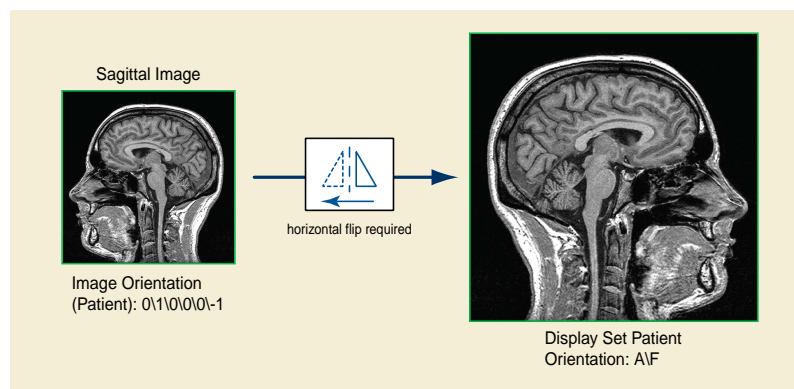 Sagittal Image
Image Orientation
(Patient): 0\1\0\0\0\-1
horizontal flip required
Display Set Patient
Orientation: A\F